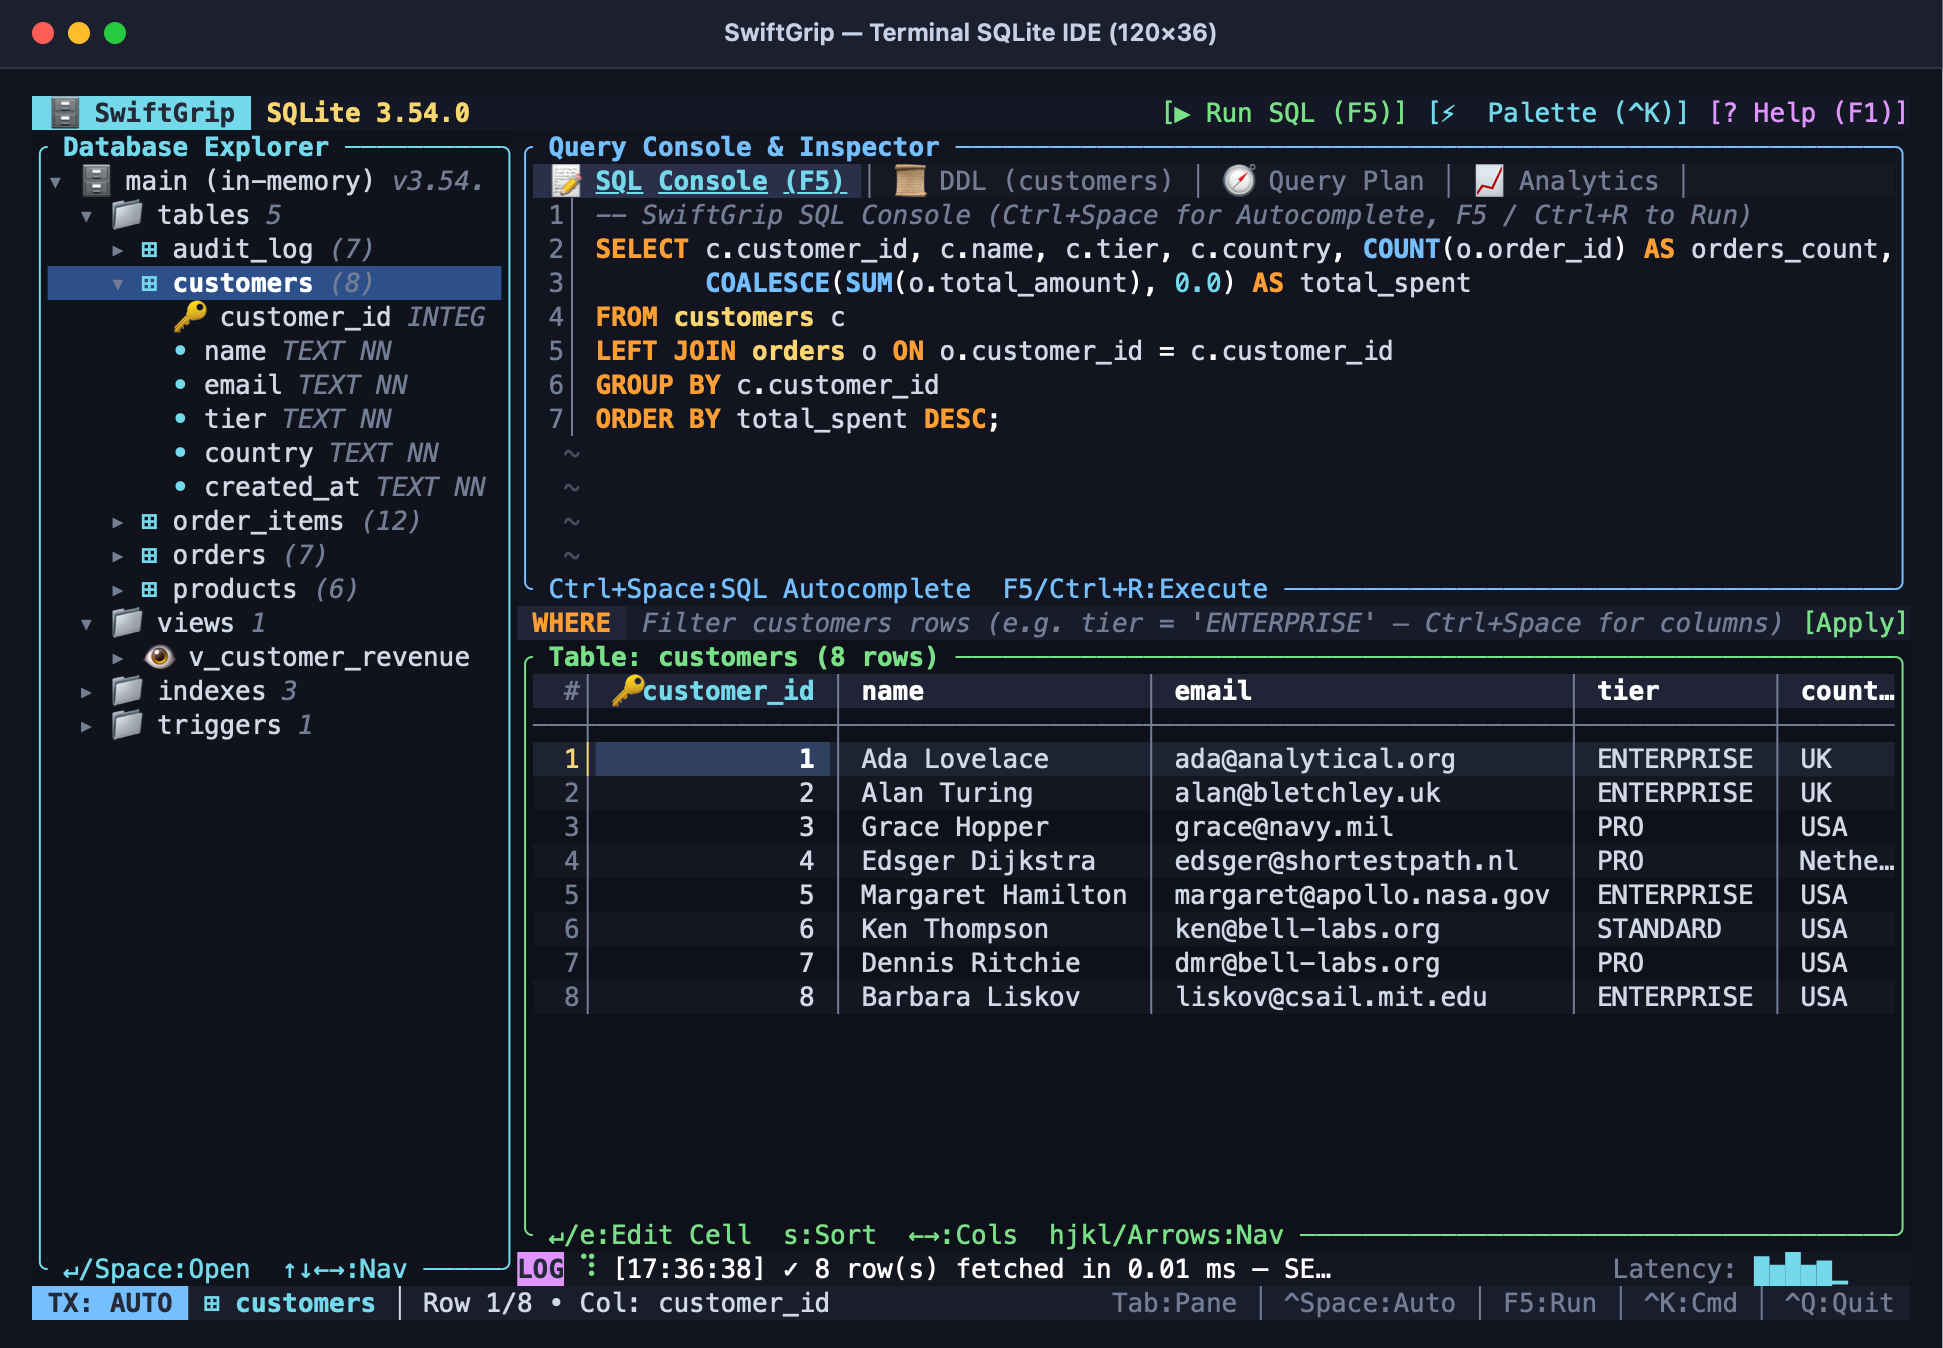 SwiftGrip — Terminal SQLite IDE (120×36)
SwiftGrip SQLite 3.54.0 [▶ Run SQL (F5)] [⚡ Palette (^K)] [? Help (F1)]
Database Explorer
▼ main (in-memory) v3.54.
▼ tables 5
▶ ⊞ audit_log (7)
▼ ⊞ customers (8)
customer_id INTEG
• name TEXT NN
• email TEXT NN
• tier TEXT NN
• country TEXT NN
• created_at TEXT NN
▶ ⊞ order_items (12)
▶ ⊞ orders (7)
▶ ⊞ products (6)
▼ views 1
▶ v_customer_revenue
▶ indexes 3
▶ triggers 1
↵/Space:Open ↑↓←→:Nav
Query Console & Inspector
SQL Console (F5) │ DDL (customers) │ Query Plan │ Analytics │
1 -- SwiftGrip SQL Console (Ctrl+Space for Autocomplete, F5 / Ctrl+R to Run)
2 SELECT c.customer_id, c.name, c.tier, c.country, COUNT(o.order_id) AS orders_count,
3 COALESCE(SUM(o.total_amount), 0.0) AS total_spent
4 FROM customers c
5 LEFT JOIN orders o ON o.customer_id = c.customer_id
6 GROUP BY c.customer_id
7 ORDER BY total_spent DESC;
~
~
~
~
Ctrl+Space:SQL Autocomplete F5/Ctrl+R:Execute
WHERE Filter customers rows (e.g. tier = 'ENTERPRISE' — Ctrl+Space for columns) [Apply]
Table: customers (8 rows)
# customer_id │ name │ email │ tier │ count…
1 1 │ Ada Lovelace │ ada@analytical.org │ ENTERPRISE │ UK
2 2 │ Alan Turing │ alan@bletchley.uk │ ENTERPRISE │ UK
3 3 │ Grace Hopper │ grace@navy.mil │ PRO │ USA
4 4 │ Edsger Dijkstra │ edsger@shortestpath.nl │ PRO │ Nethe…
5 5 │ Margaret Hamilton │ margaret@apollo.nasa.gov │ ENTERPRISE │ USA
6 6 │ Ken Thompson │ ken@bell-labs.org │ STANDARD │ USA
7 7 │ Dennis Ritchie │ dmr@bell-labs.org │ PRO │ USA
8 8 │ Barbara Liskov │ liskov@csail.mit.edu │ ENTERPRISE │ USA
↵/e:Edit Cell s:Sort ←→:Cols hjkl/Arrows:Nav
LOG [17:36:38] ✓ 8 row(s) fetched in 0.01 ms — SE… Latency:
TX: AUTO ⊞ customers │ Row 1/8 • Col: customer_id Tab:Pane │ ^Space:Auto │ F5:Run │ ^K:Cmd │ ^Q:Quit